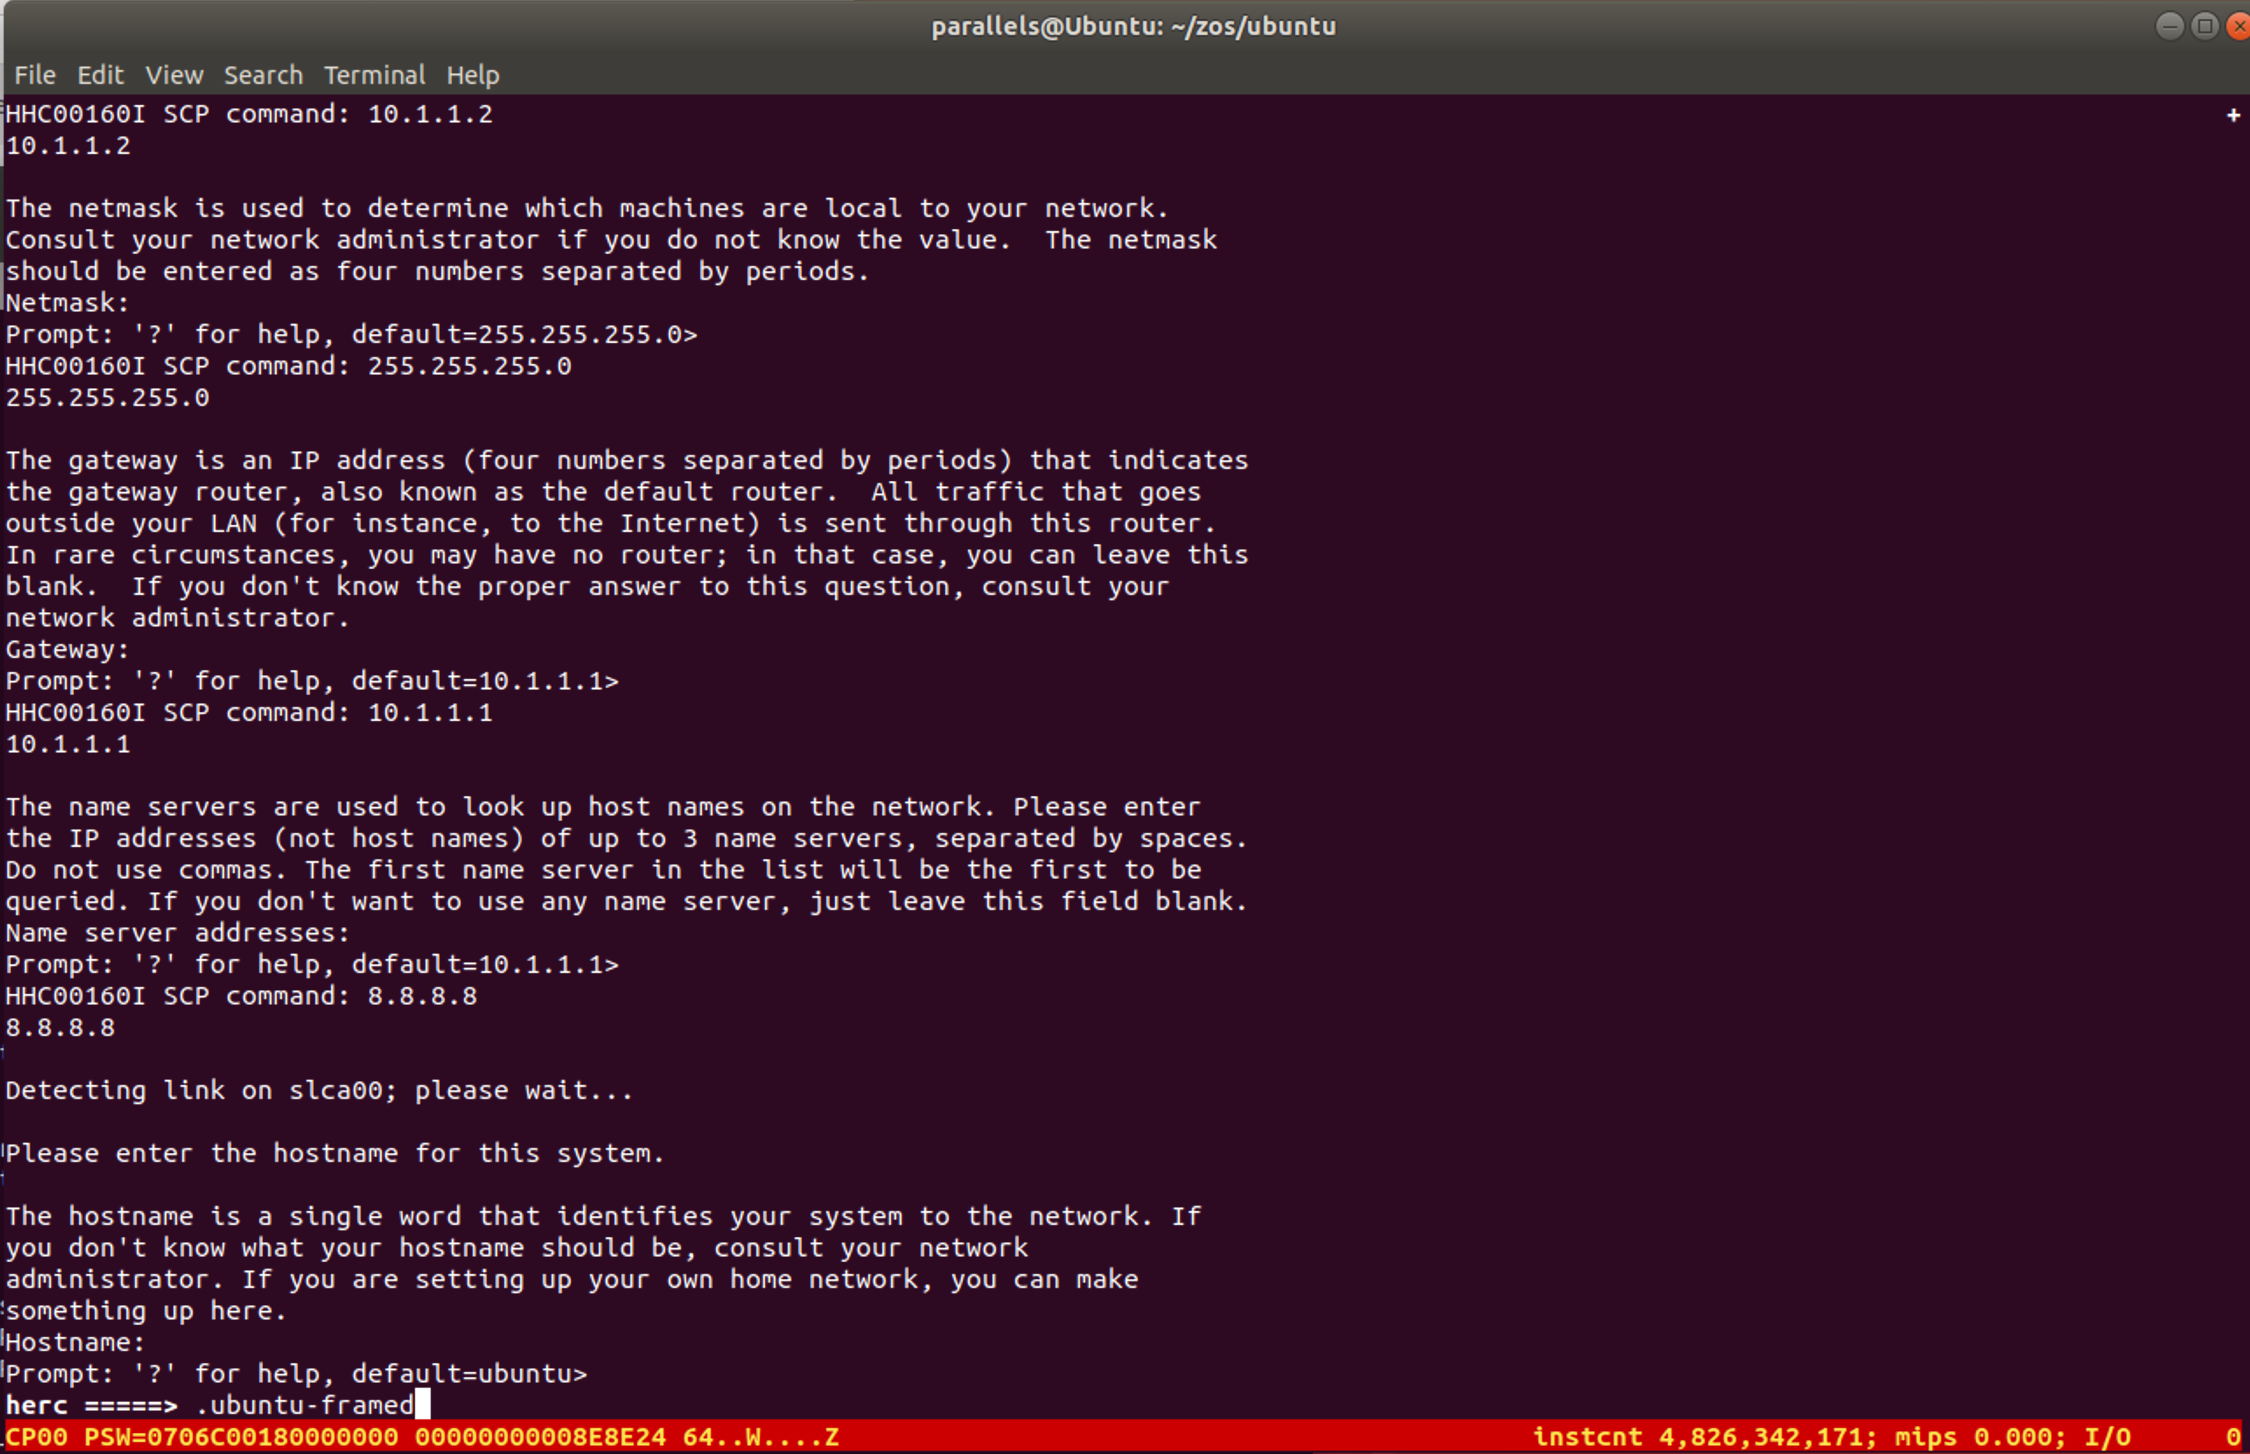 parallels@Ubuntu: ~/zos/ubuntu
File Edit View Search Terminal Help
HHC00160I SCP command: 10.1.1.2 +
10.1.1.2
The netmask is used to determine which machines are local to your network.
Consult your network administrator if you do not know the value.  The netmask
should be entered as four numbers separated by periods.
Netmask:
Prompt: '?' for help, default=255.255.255.0>
HHC00160I SCP command: 255.255.255.0
255.255.255.0
The gateway is an IP address (four numbers separated by periods) that indicates
the gateway router, also known as the default router.  All traffic that goes
outside your LAN (for instance, to the Internet) is sent through this router.
In rare circumstances, you may have no router; in that case, you can leave this
blank.  If you don't know the proper answer to this question, consult your
network administrator.
Gateway:
Prompt: '?' for help, default=10.1.1.1>
HHC00160I SCP command: 10.1.1.1
10.1.1.1
The name servers are used to look up host names on the network. Please enter
the IP addresses (not host names) of up to 3 name servers, separated by spaces.
Do not use commas. The first name server in the list will be the first to be
queried. If you don't want to use any name server, just leave this field blank.
Name server addresses:
Prompt: '?' for help, default=10.1.1.1>
HHC00160I SCP command: 8.8.8.8
8.8.8.8
Detecting link on slca00; please wait...
Please enter the hostname for this system.
The hostname is a single word that identifies your system to the network. If
you don't know what your hostname should be, consult your network
administrator. If you are setting up your own home network, you can make
something up here.
Hostname:
Prompt: '?' for help, default=ubuntu>
herc =====> .ubuntu-framed
CP00 PSW=0706C00180000000 00000000008E8E24 64..W....Z instcnt 4,826,342,171; mips 0.000; I/O 0